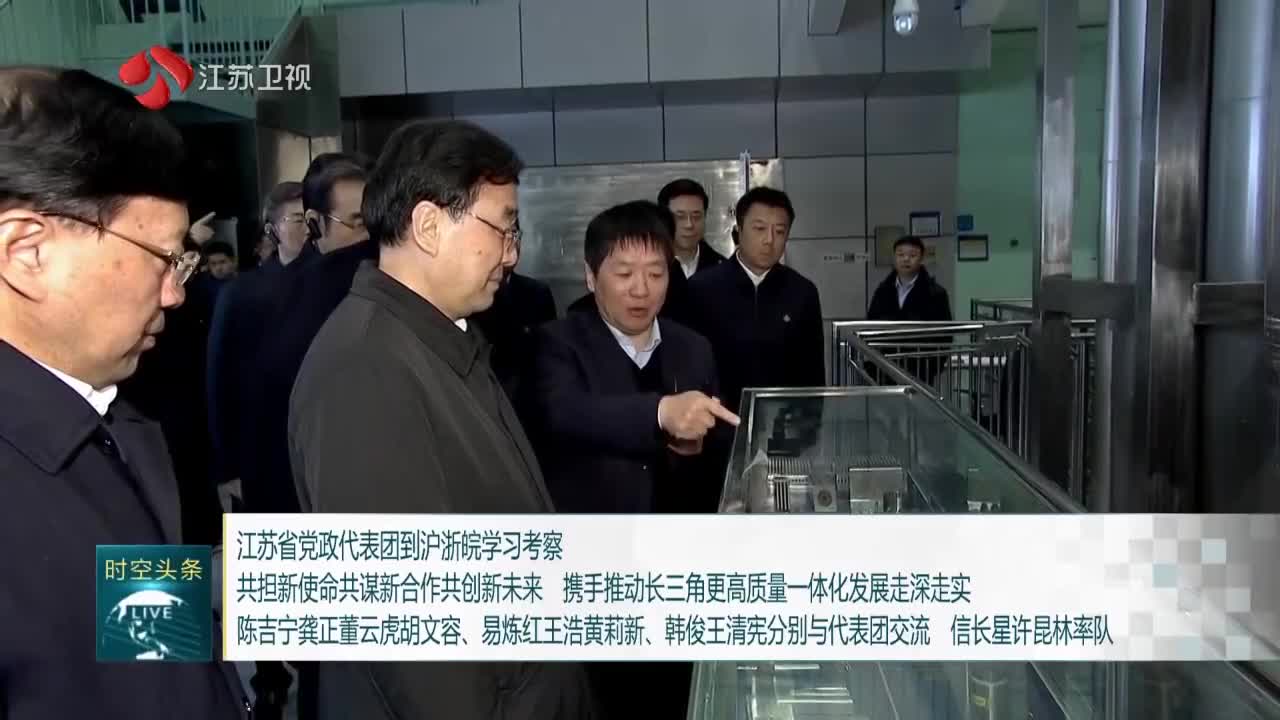 江苏卫视
江苏省党政代表团到沪浙皖学习考察
时空头条
共担新使命共谋新合作共创新未来 携手推动长三角更高质量一体化发展走深走实
LIVE
陈吉宁龚正董云虎胡文容、易炼红王浩黄莉新、韩俊王清宪分别与代表团交流 信长星许昆林率队